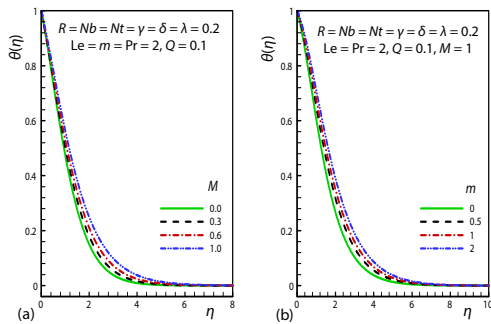 R = Nb = Nt = γ = δ = λ = 0.2
Le = m = Pr = 2, Q = 0.1
θ(η)
1
0.8
0.6
0.4
0.2
0
M
0.0
0.3
0.6
1.0
0 2 4 6 8
(a) η
R = Nb = Nt = γ = δ = λ = 0.2
Le = Pr = 2, Q = 0.1, M = 1
θ(η)
1
0.8
0.6
0.4
0.2
0
m
0
0.5
1
2
0 2 4 6 8 10
(b) η